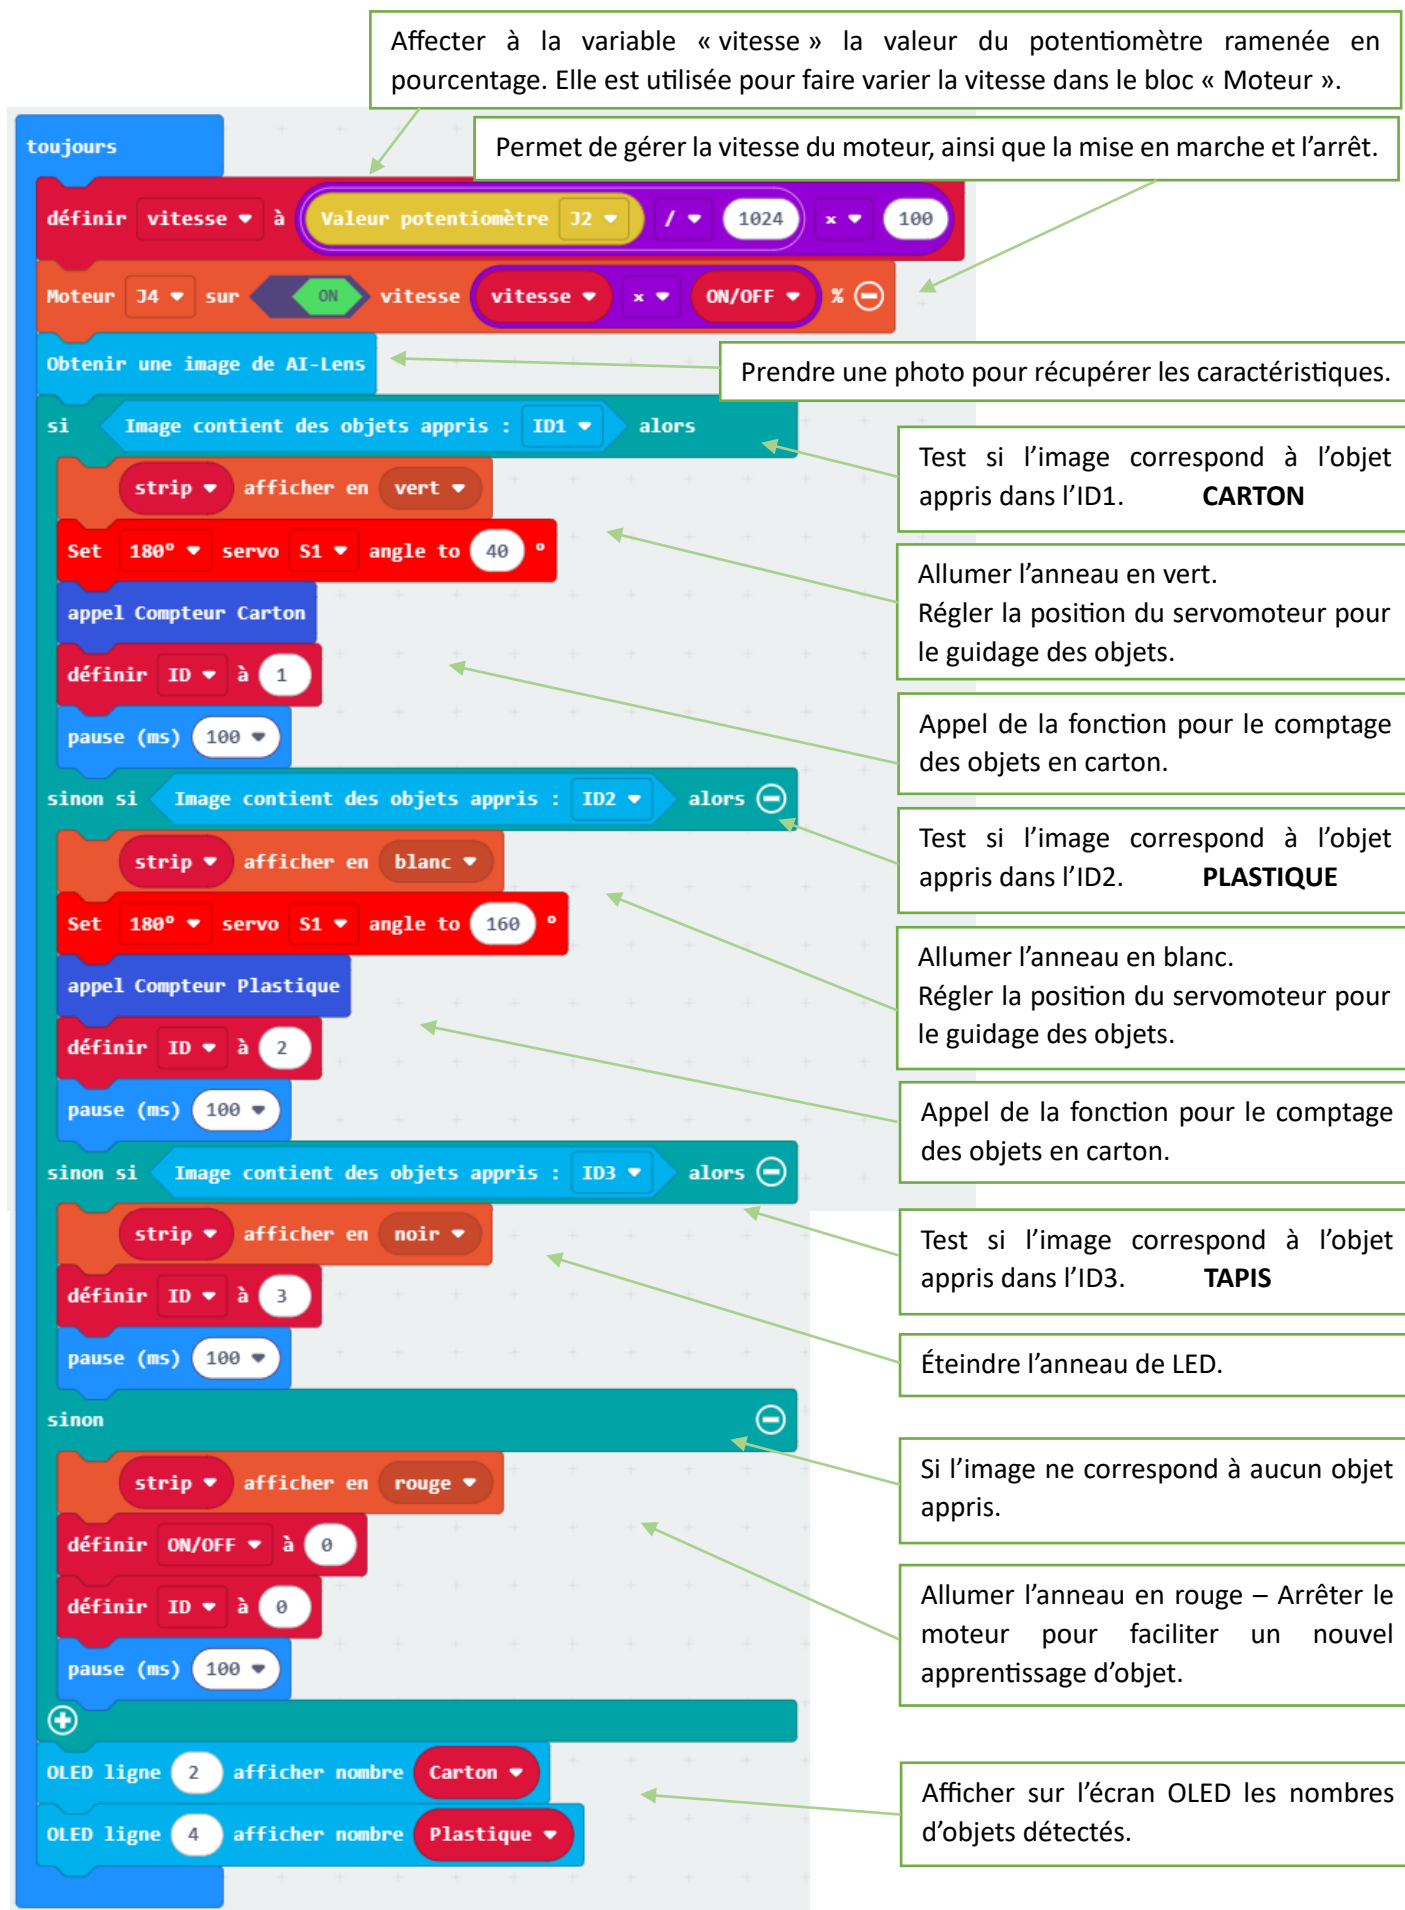 Affecter à la variable « vitesse » la valeur du potentiomètre ramenée en
pourcentage. Elle est utilisée pour faire varier la vitesse dans le bloc « Moteur ».
toujours
Permet de gérer la vitesse du moteur, ainsi que la mise en marche et l’arrêt.
définir vitesse à Valeur potentiomètre J2 / 1024 × 100
Moteur J4 sur ON vitesse vitesse × ON/OFF %
Obtenir une image de AI-Lens
Prendre une photo pour récupérer les caractéristiques.
si Image contient des objets appris : ID1 alors
Test si l’image correspond à l’objet
appris dans l’ID1. CARTON
strip afficher en vert
Set 180° servo S1 angle to 40 °
Allumer l’anneau en vert.
Régler la position du servomoteur pour
le guidage des objets.
appel Compteur Carton
définir ID à 1
pause (ms) 100
Appel de la fonction pour le comptage
des objets en carton.
sinon si Image contient des objets appris : ID2 alors
Test si l’image correspond à l’objet
appris dans l’ID2. PLASTIQUE
strip afficher en blanc
Set 180° servo S1 angle to 160 °
Allumer l’anneau en blanc.
Régler la position du servomoteur pour
le guidage des objets.
appel Compteur Plastique
définir ID à 2
pause (ms) 100
Appel de la fonction pour le comptage
des objets en carton.
sinon si Image contient des objets appris : ID3 alors
Test si l’image correspond à l’objet
appris dans l’ID3. TAPIS
strip afficher en noir
définir ID à 3
pause (ms) 100
Éteindre l’anneau de LED.
sinon
Si l’image ne correspond à aucun objet
appris.
strip afficher en rouge
définir ON/OFF à 0
définir ID à 0
pause (ms) 100
Allumer l’anneau en rouge – Arrêter le
moteur pour faciliter un nouvel
apprentissage d’objet.
OLED ligne 2 afficher nombre Carton
OLED ligne 4 afficher nombre Plastique
Afficher sur l’écran OLED les nombres
d’objets détectés.